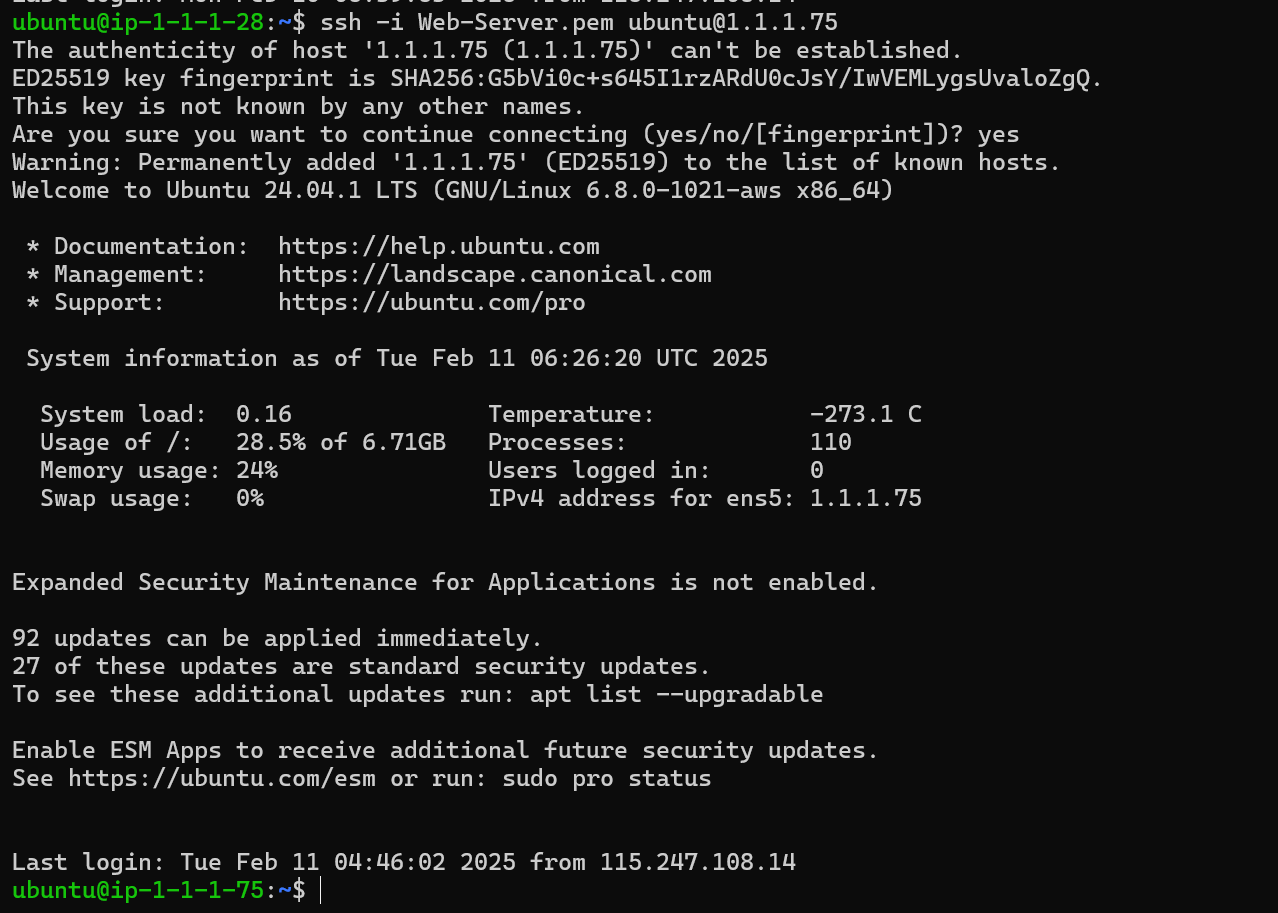 ubuntu@ip-1-1-1-28:~$ ssh -i Web-Server.pem ubuntu@1.1.1.75
The authenticity of host '1.1.1.75 (1.1.1.75)' can't be established.
ED25519 key fingerprint is SHA256:G5bVi0c+s645I1rzARdU0cJsY/IwVEMLygsUvaloZgQ.
This key is not known by any other names.
Are you sure you want to continue connecting (yes/no/[fingerprint])? yes
Warning: Permanently added '1.1.1.75' (ED25519) to the list of known hosts.
Welcome to Ubuntu 24.04.1 LTS (GNU/Linux 6.8.0-1021-aws x86_64)
* Documentation:  https://help.ubuntu.com
* Management:     https://landscape.canonical.com
* Support:        https://ubuntu.com/pro
System information as of Tue Feb 11 06:26:20 UTC 2025
System load:  0.16              Temperature:           -273.1 C
Usage of /:   28.5% of 6.71GB   Processes:             110
Memory usage: 24%               Users logged in:       0
Swap usage:   0%                IPv4 address for ens5: 1.1.1.75
Expanded Security Maintenance for Applications is not enabled.
92 updates can be applied immediately.
27 of these updates are standard security updates.
To see these additional updates run: apt list --upgradable
Enable ESM Apps to receive additional future security updates.
See https://ubuntu.com/esm or run: sudo pro status
Last login: Tue Feb 11 04:46:02 2025 from 115.247.108.14
ubuntu@ip-1-1-1-75:~$